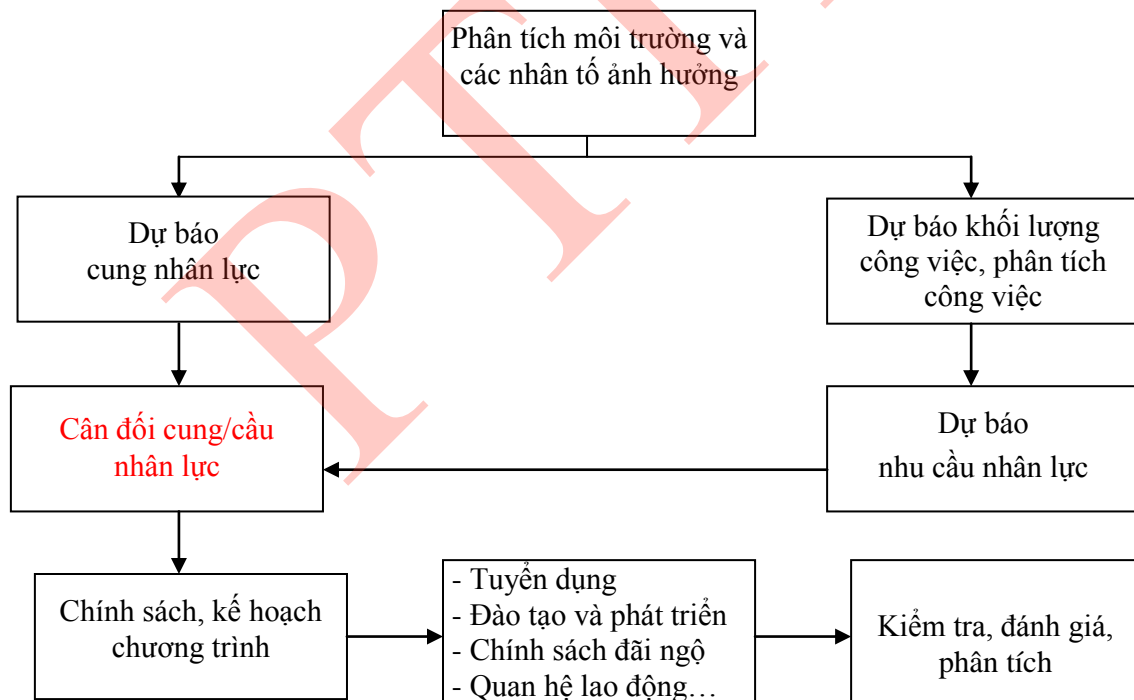 Phân tích môi trường và
các nhân tố ảnh hưởng
Dự báo
cung nhân lực
Dự báo khối lượng
công việc, phân tích
công việc
Cân đối cung/cầu
nhân lực
Dự báo
nhu cầu nhân lực
Chính sách, kế hoạch
chương trình
- Tuyển dụng
- Đào tạo và phát triển
- Chính sách đãi ngộ
- Quan hệ lao động…
Kiểm tra, đánh giá,
phân tích
PT